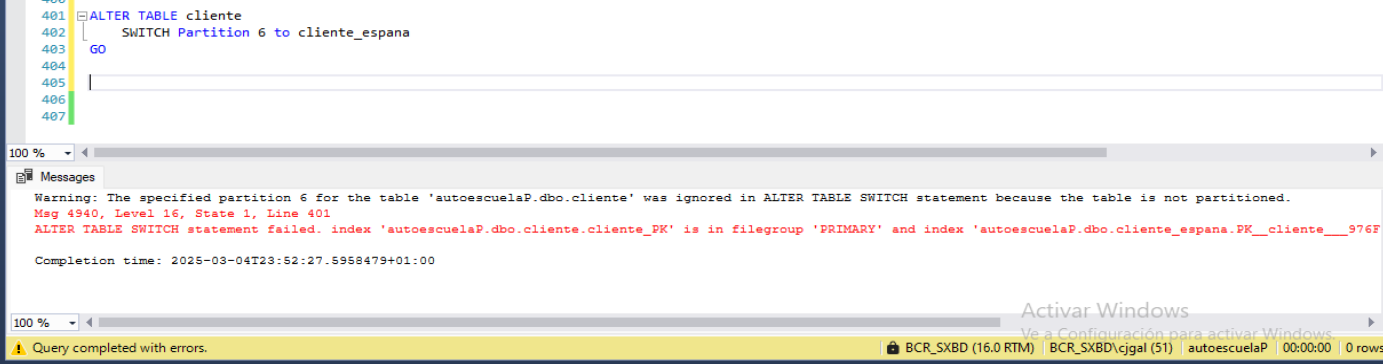 400
401 ALTER TABLE cliente
402 SWITCH Partition 6 to cliente_espana
403 GO
404
405
406
407
100 %
Messages
Warning: The specified partition 6 for the table 'autoescuelaP.dbo.cliente' was ignored in ALTER TABLE SWITCH statement because the table is not partitioned.
Msg 4940, Level 16, State 1, Line 401
ALTER TABLE SWITCH statement failed. index 'autoescuelaP.dbo.cliente.cliente_PK' is in filegroup 'PRIMARY' and index 'autoescuelaP.dbo.cliente_espana.PK__cliente___976F
Completion time: 2025-03-04T23:52:27.5958479+01:00
Activar Windows
100 %
Ve a Configuración para activar Windows.
Query completed with errors.
BCR_SXBD (16.0 RTM) BCR_SXBD\cjgal (51) autoescuelaP 00:00:00 0 rows